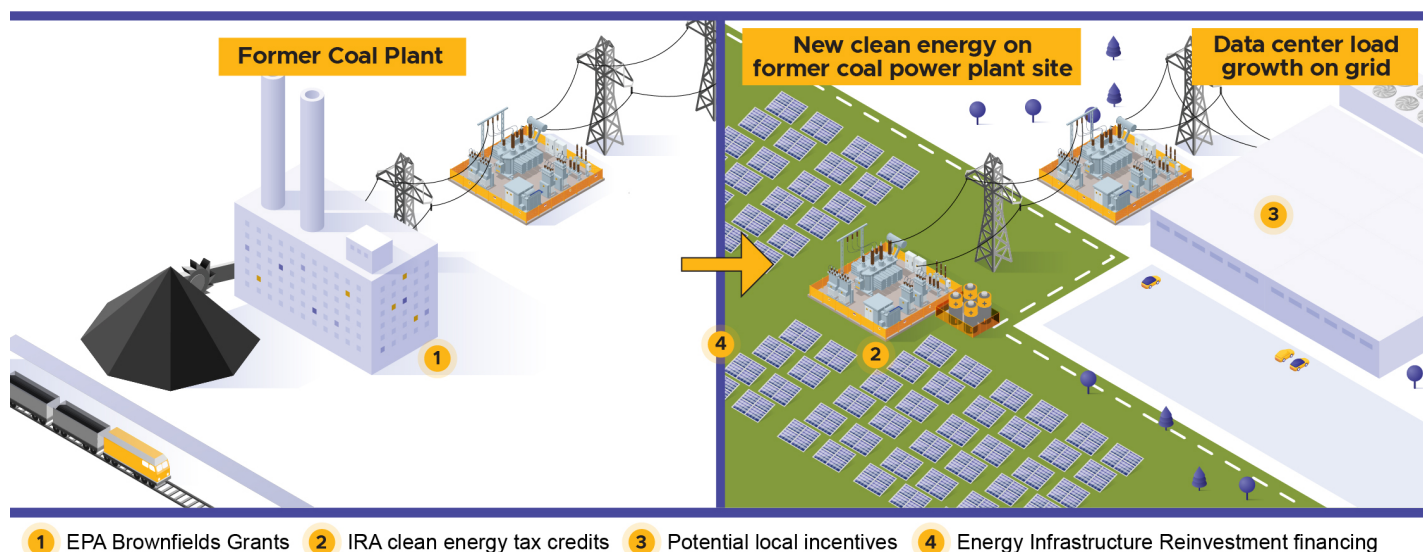 Former Coal Plant
New clean energy on
former coal power plant site
Data center load
growth on grid
3
4
2
1
1 EPA Brownfields Grants 2 IRA clean energy tax credits 3 Potential local incentives 4 Energy Infrastructure Reinvestment financing